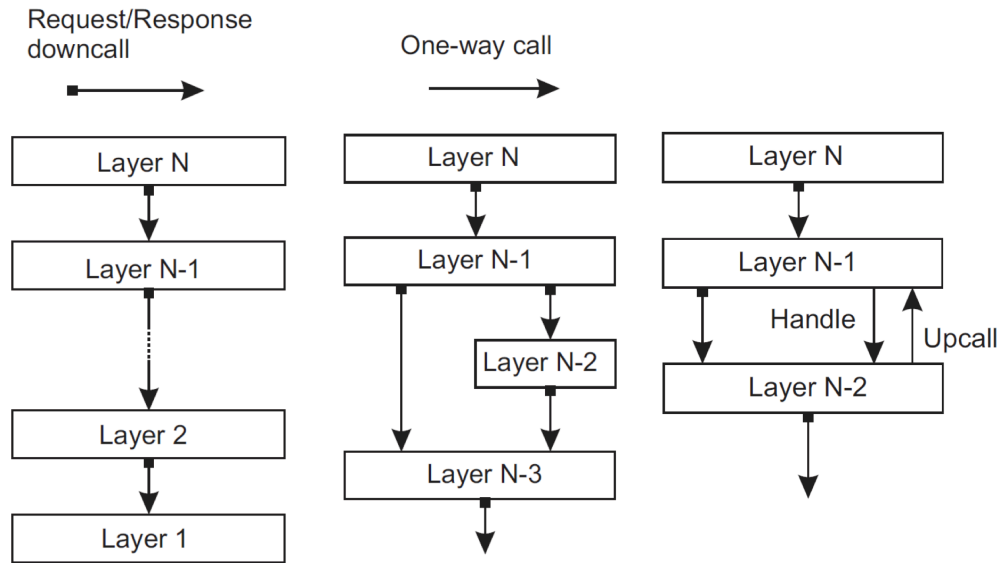 Request/Response
downcall
One-way call
Layer N
Layer N-1
Layer 2
Layer 1
Layer N
Layer N-1
Layer N-2
Layer N-3
Layer N
Layer N-1
Handle
Upcall
Layer N-2